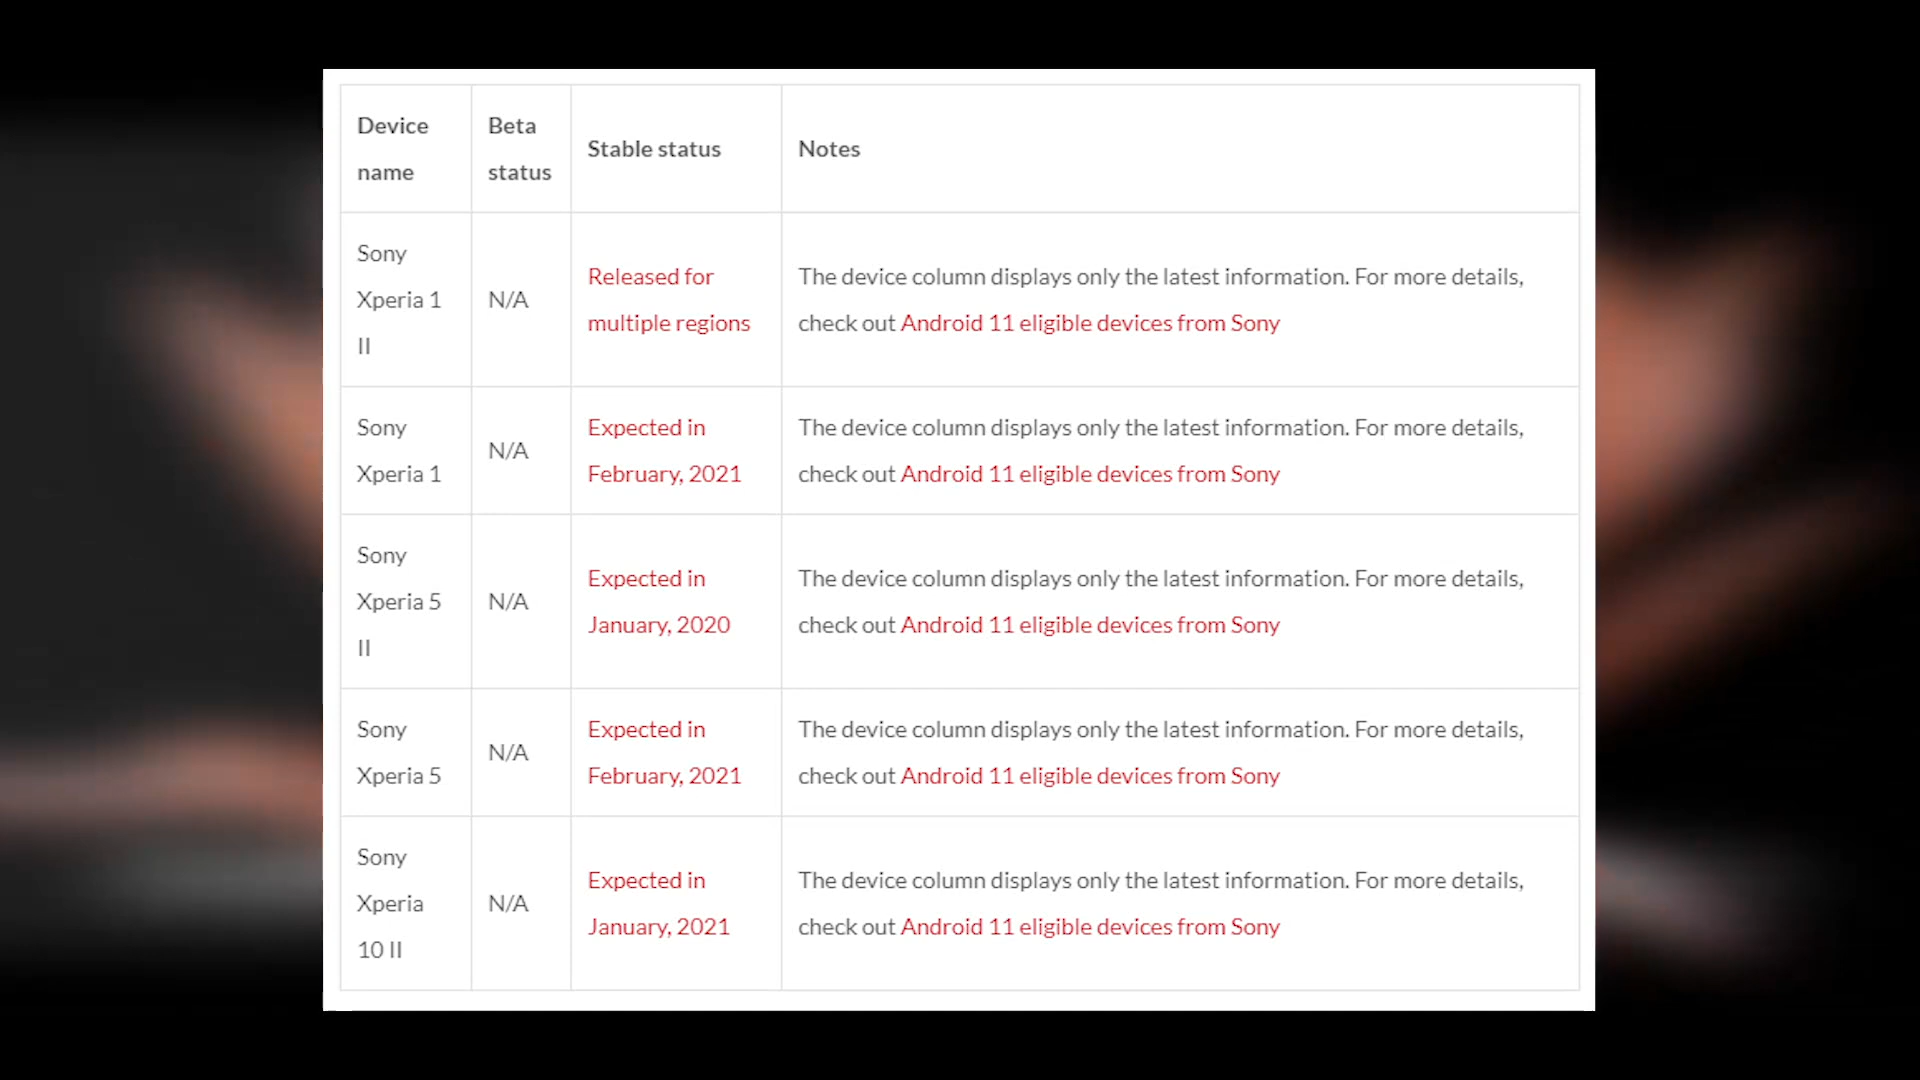 Device
name
Beta
status
Stable status
Notes
Sony
Xperia 1
II
N/A
Released for
multiple regions
The device column displays only the latest information. For more details,
check out Android 11 eligible devices from Sony
Sony
Xperia 1
N/A
Expected in
February, 2021
The device column displays only the latest information. For more details,
check out Android 11 eligible devices from Sony
Sony
Xperia 5
II
N/A
Expected in
January, 2020
The device column displays only the latest information. For more details,
check out Android 11 eligible devices from Sony
Sony
Xperia 5
N/A
Expected in
February, 2021
The device column displays only the latest information. For more details,
check out Android 11 eligible devices from Sony
Sony
Xperia
10 II
N/A
Expected in
January, 2021
The device column displays only the latest information. For more details,
check out Android 11 eligible devices from Sony